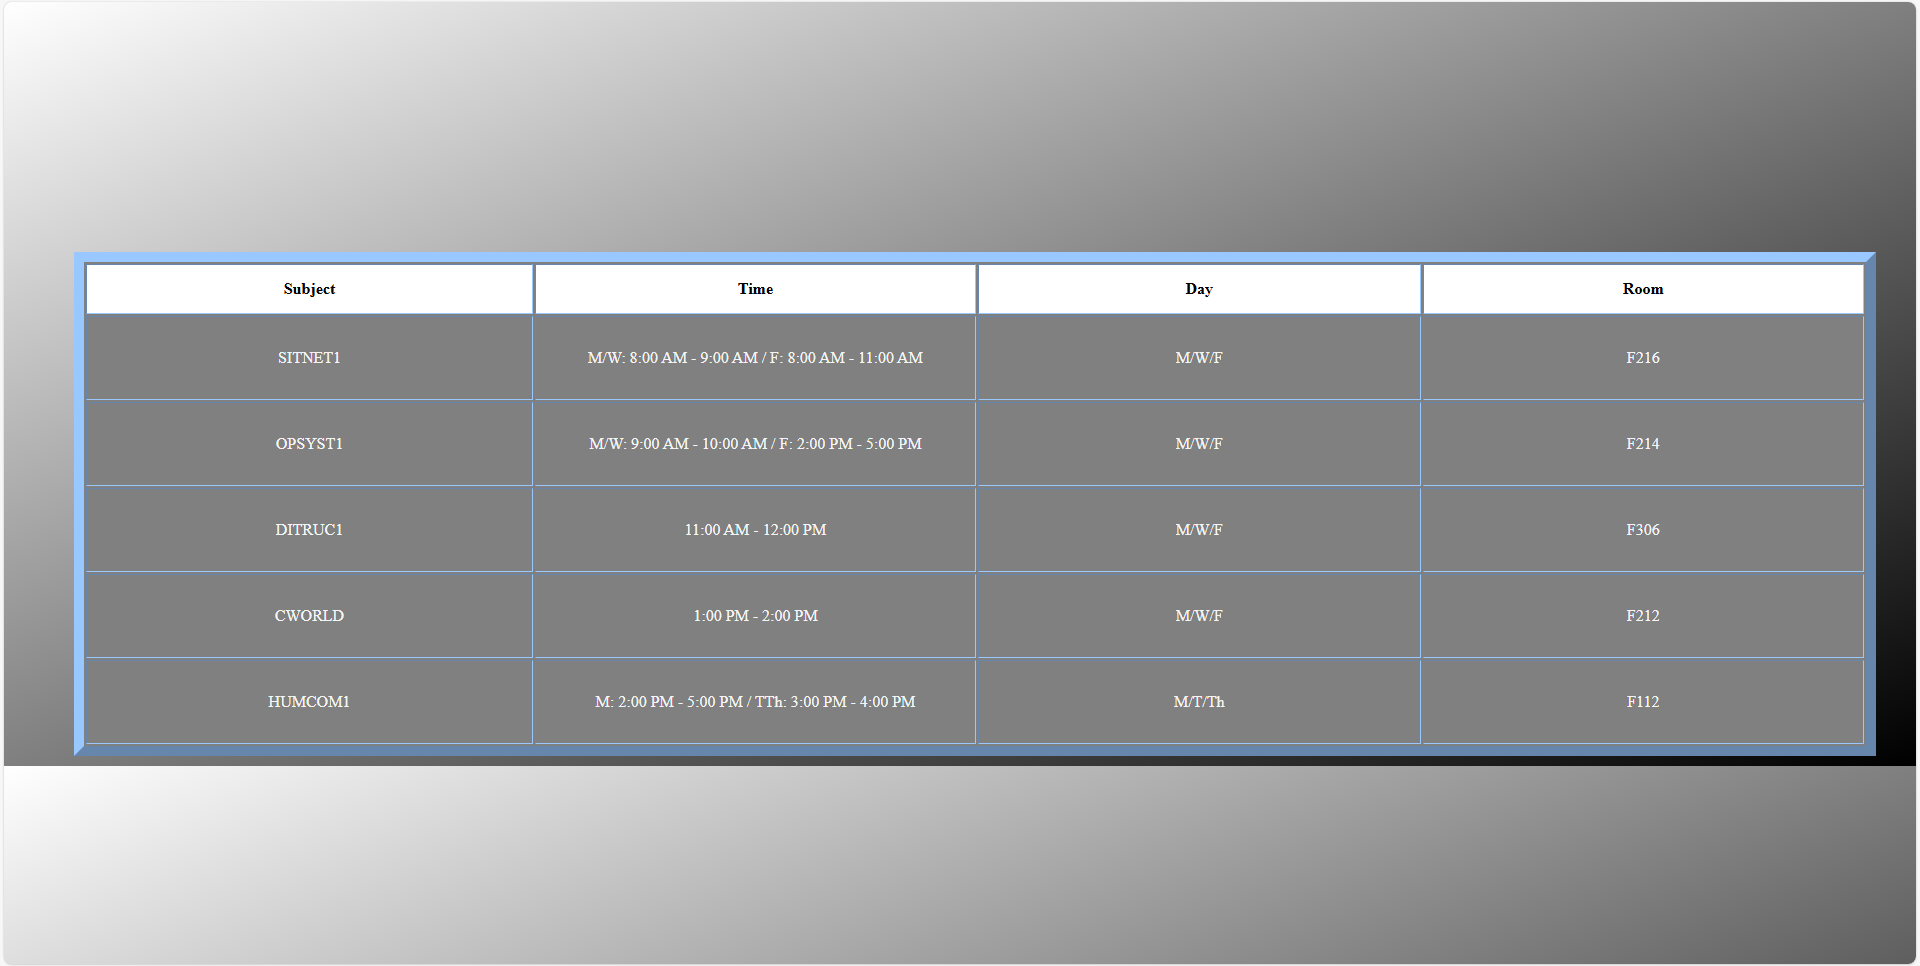 Subject Time Day Room
SITNET1 M/W: 8:00 AM - 9:00 AM / F: 8:00 AM - 11:00 AM M/W/F F216
OPSYST1 M/W: 9:00 AM - 10:00 AM / F: 2:00 PM - 5:00 PM M/W/F F214
DITRUC1 11:00 AM - 12:00 PM M/W/F F306
CWORLD 1:00 PM - 2:00 PM M/W/F F212
HUMCOM1 M: 2:00 PM - 5:00 PM / TTh: 3:00 PM - 4:00 PM M/T/Th F112